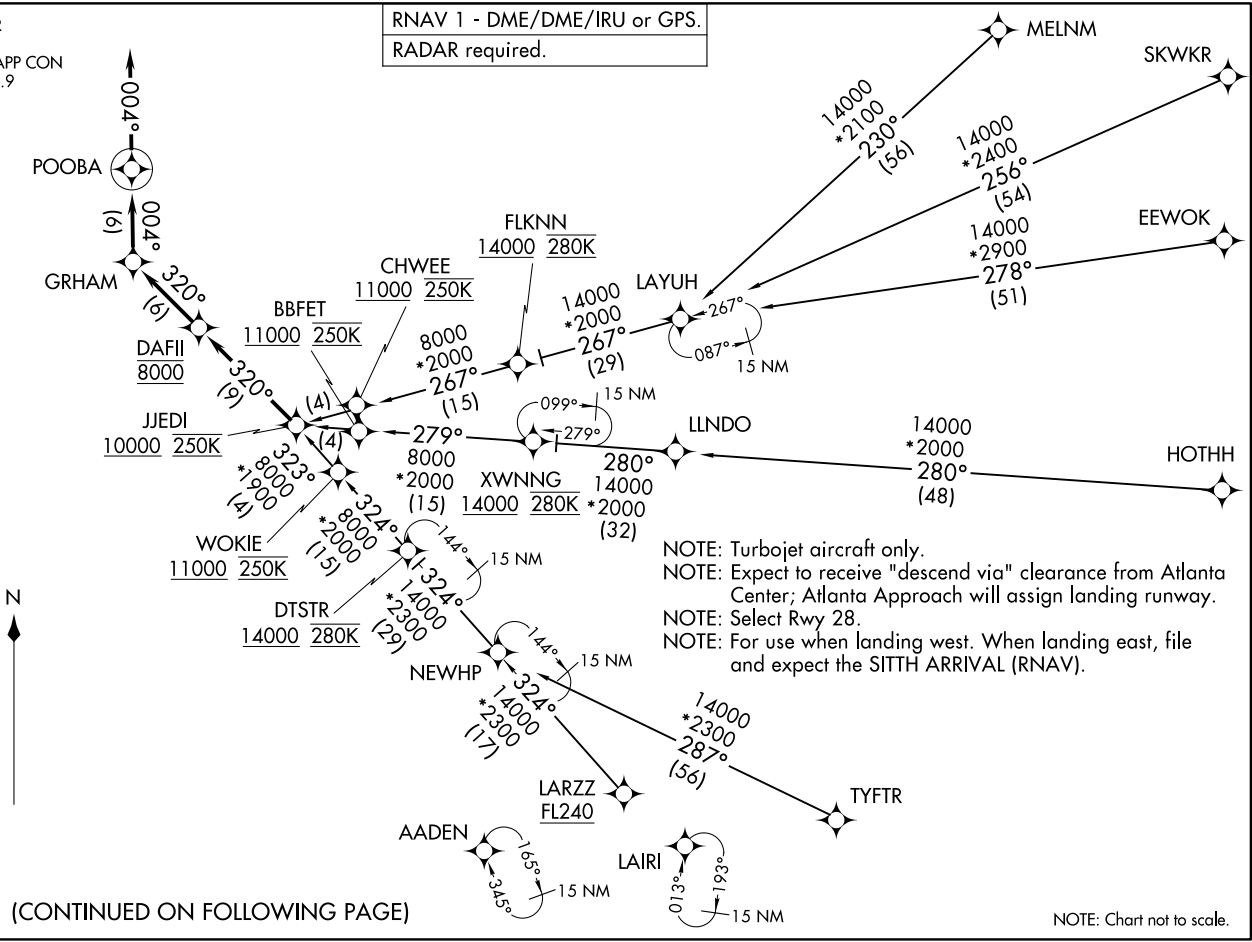 R
APP CON
.9
RNAV 1 - DME/DME/IRU or GPS.
RADAR required.
MELNM
SKWKR
004°
14000
*2100
230°
(56)
14000
*2400
256°
(54)
POOBA
FLKNN
14000 280K
14000
*2900
278°
(51)
EEWOK
004°
(6)
CHWEE
11000 250K
LAYUH
GRHAM
320°
(6)
BBFET
11000 250K
14000
*2000
267°
(29)
267°
087°
15 NM
DAFII
8000
8000
*2000
267°
(15)
320°
(9)
(4)
15 NM
099°
279°
LLNDO
JJEDI
10000 250K
(4)
279°
8000
*2000
(15)
XWNNG
14000 280K
280°
14000
*2000
(32)
14000
*2000
280°
(48)
HOTHH
323°
8000
*1900
(4)
WOKIE
11000 250K
324°
8000
*2000
(15)
144°
15 NM
DTSTR
14000 280K
324°
14000
*2300
(29)
NOTE: Turbojet aircraft only.
NOTE: Expect to receive "descend via" clearance from Atlanta
Center; Atlanta Approach will assign landing runway.
NOTE: Select Rwy 28.
NOTE: For use when landing west. When landing east, file
and expect the SITTH ARRIVAL (RNAV).
N
NEWHP
144°
15 NM
324°
14000
*2300
(17)
14000
*2300
287°
(56)
LARZZ
FL240
TYFTR
AADEN
165°
345°
15 NM
LAIRI
013°
193°
15 NM
(CONTINUED ON FOLLOWING PAGE)
NOTE: Chart not to scale.